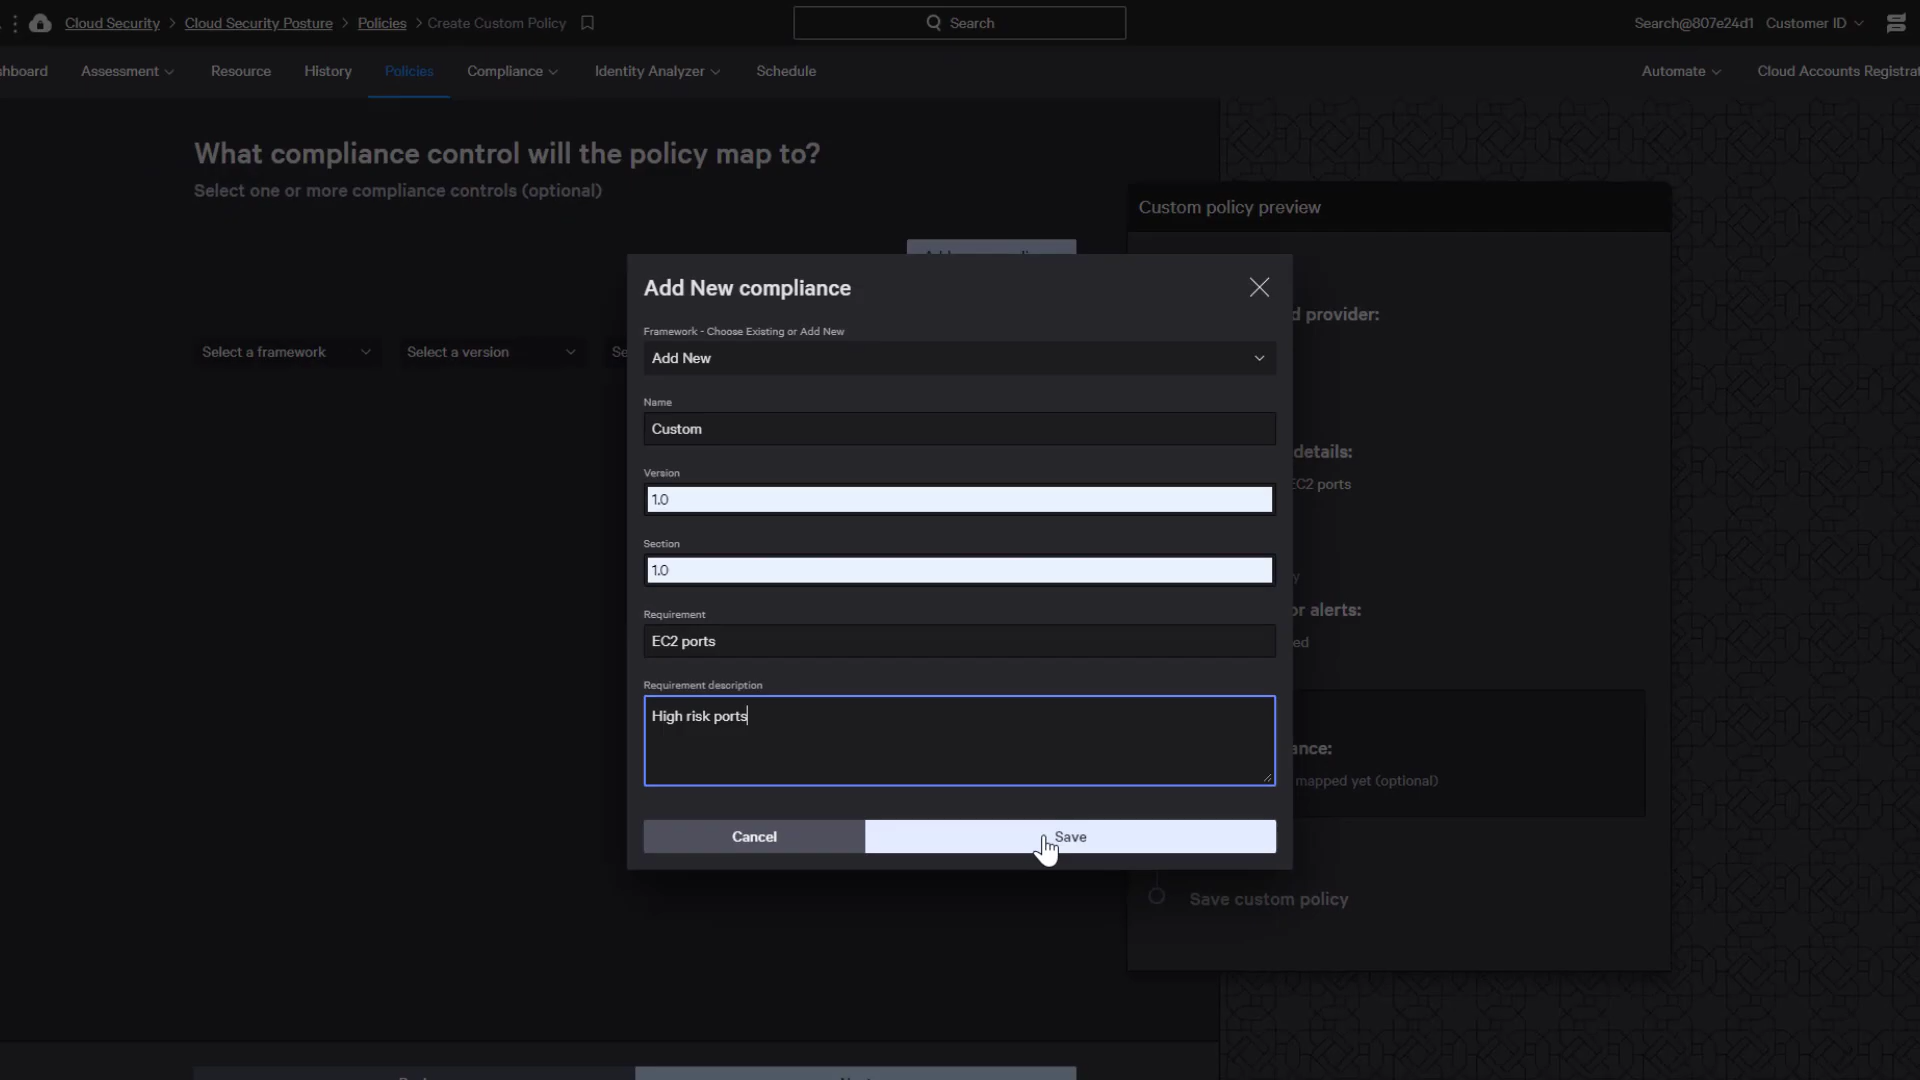 Cloud Security > Cloud Security Posture > Policies > Create Custom Policy
Search
Search@807e24d1 Customer ID
Assessment
Resource
History
Policies
Compliance
Identity Analyzer
Schedule
Automate
Cloud Accounts
What compliance control will the policy map to?
Select one or more compliance controls (optional)
Custom policy preview
Add New compliance
provider:
Framework - Choose Existing or Add New
Select a framework
Select a version
Add New
Name
Custom
details:
Version
EC2 ports
1.0
Section
1.0
alerts:
Requirement
EC2 ports
Requirement description
High risk ports
mapped yet (optional)
Cancel
Save
Save custom policy